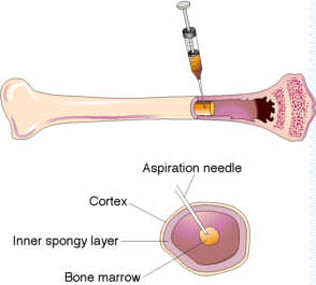 Aspiration needle
Cortex
Inner spongy layer
Bone marrow